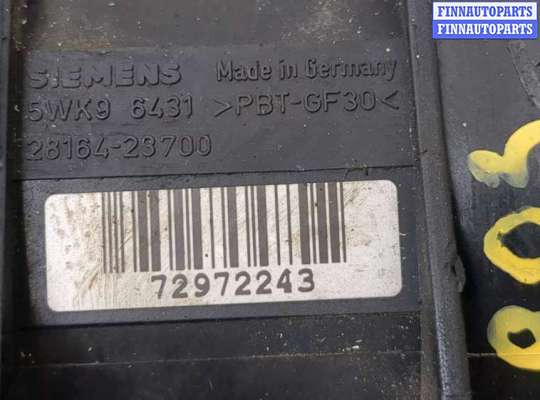 FINNAUTOPARTS
FINNAUTOPARTS
SIEMENS Made in Germany
5WK9 6431 >PBT-GF30<
28164-23700
72972243